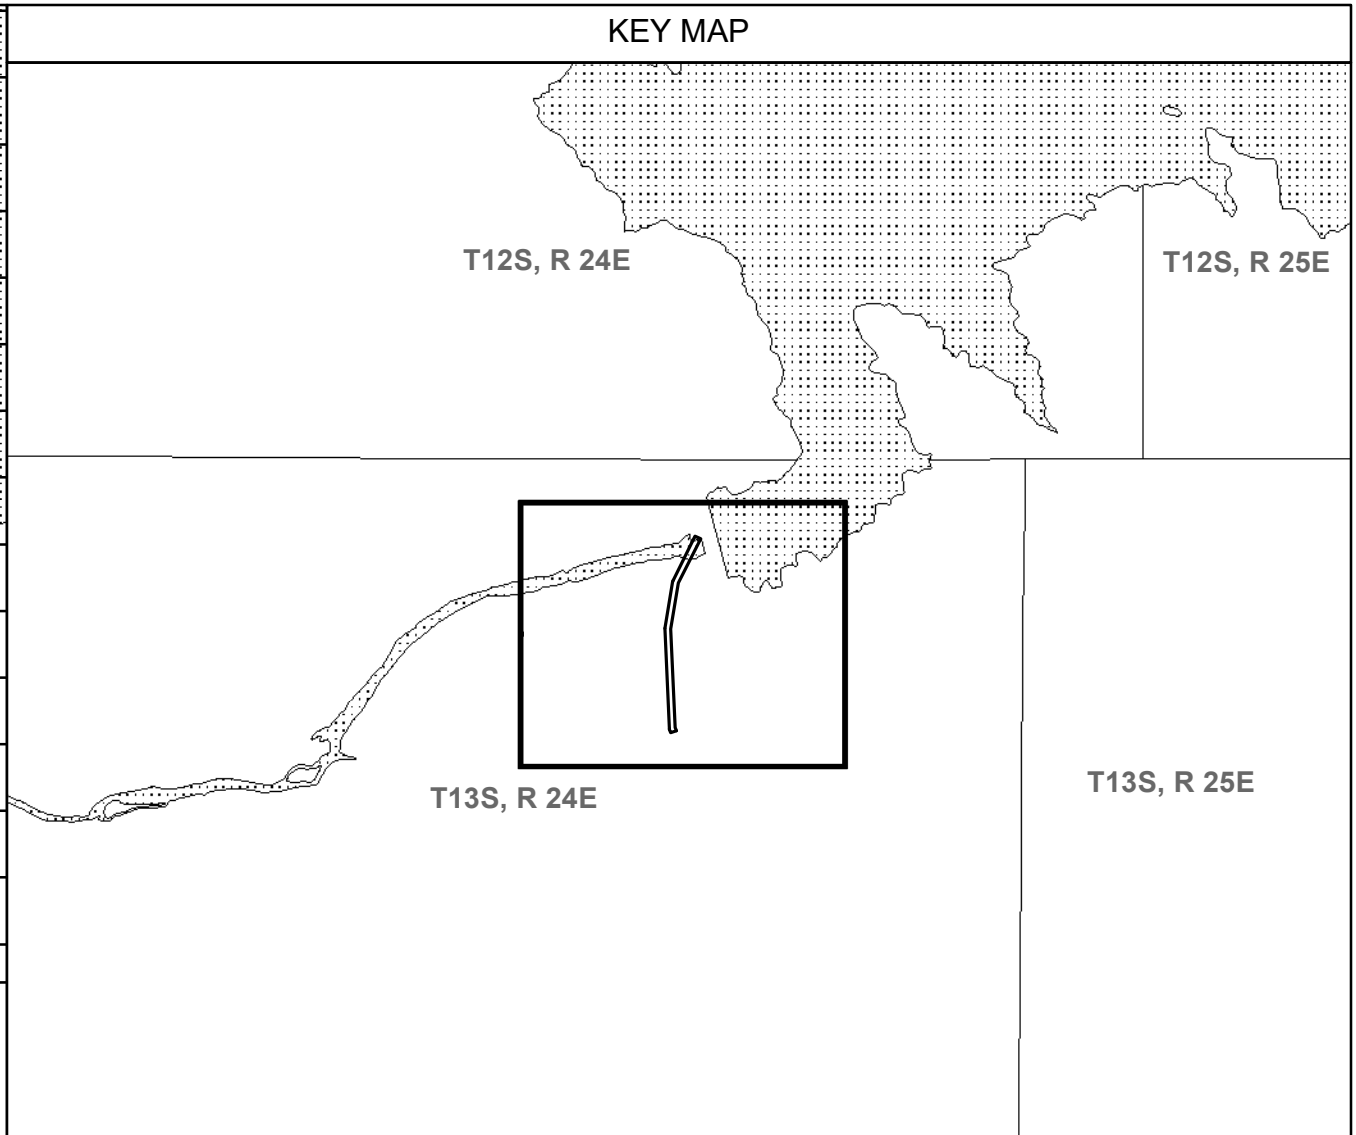 KEY MAP
T12S, R 24E
T12S, R 25E
T13S, R 24E
T13S, R 25E